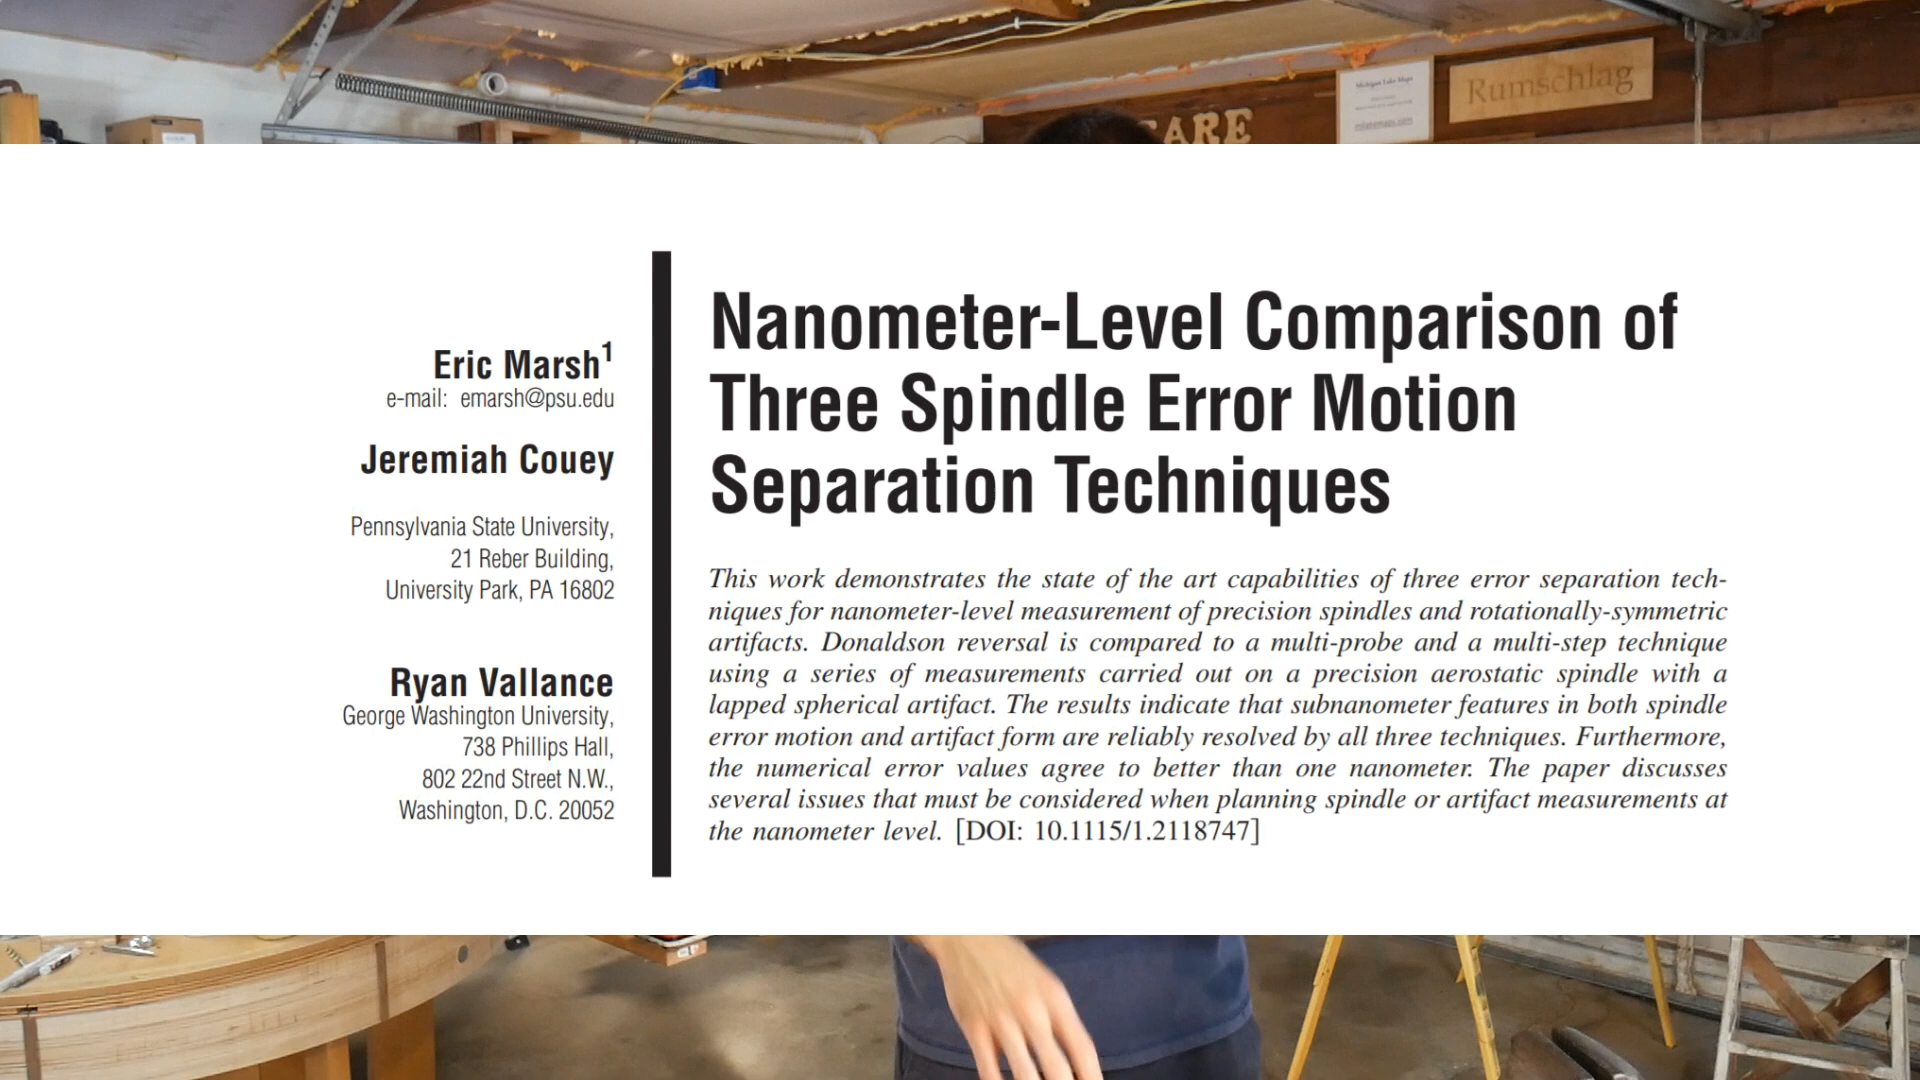 Rumschlag
Michigan Lake Maps
ARE
Eric Marsh1
e-mail: emarsh@psu.edu
Jeremiah Couey
Pennsylvania State University,
21 Reber Building,
University Park, PA 16802
Ryan Vallance
George Washington University,
738 Phillips Hall,
802 22nd Street N.W.,
Washington, D.C. 20052
Nanometer-Level Comparison of
Three Spindle Error Motion
Separation Techniques
This work demonstrates the state of the art capabilities of three error separation tech-
niques for nanometer-level measurement of precision spindles and rotationally-symmetric
artifacts. Donaldson reversal is compared to a multi-probe and a multi-step technique
using a series of measurements carried out on a precision aerostatic spindle with a
lapped spherical artifact. The results indicate that subnanometer features in both spindle
error motion and artifact form are reliably resolved by all three techniques. Furthermore,
the numerical error values agree to better than one nanometer. The paper discusses
several issues that must be considered when planning spindle or artifact measurements at
the nanometer level. [DOI: 10.1115/1.2118747]